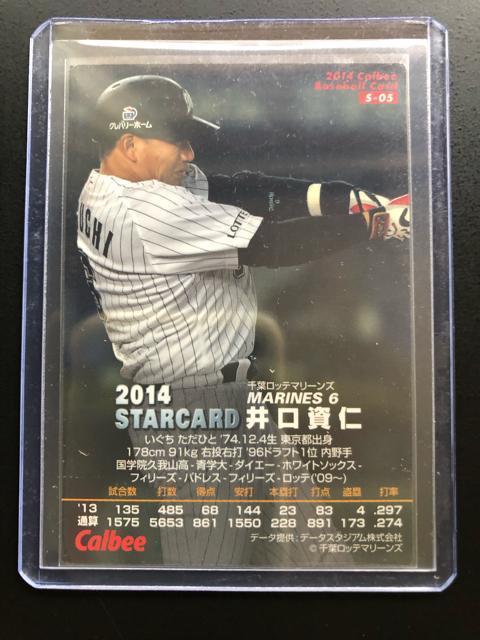 2014 Calbee
Baseball Card
S-05
クレバリーホーム
UGHI
LOTTE
千葉ロッテマリーンズ
2014 MARINES 6
STARCARD 井口資仁
いぐち ただひと '74.12.4生 東京都出身
178cm 91kg 右投右打 '96ドラフト1位 内野手
国学院久我山高-青学大-ダイエー-ホワイトソックス-
フィリーズ-パドレス-フィリーズ-ロッテ('09~)
試合数 打数 得点 安打 本塁打 打点 盗塁 打率
'13 135 485 68 144 23 83 4 .297
通算 1575 5653 861 1550 228 891 173 .274
Calbee
データ提供:データスタジアム株式会社
©千葉ロッテマリーンズ